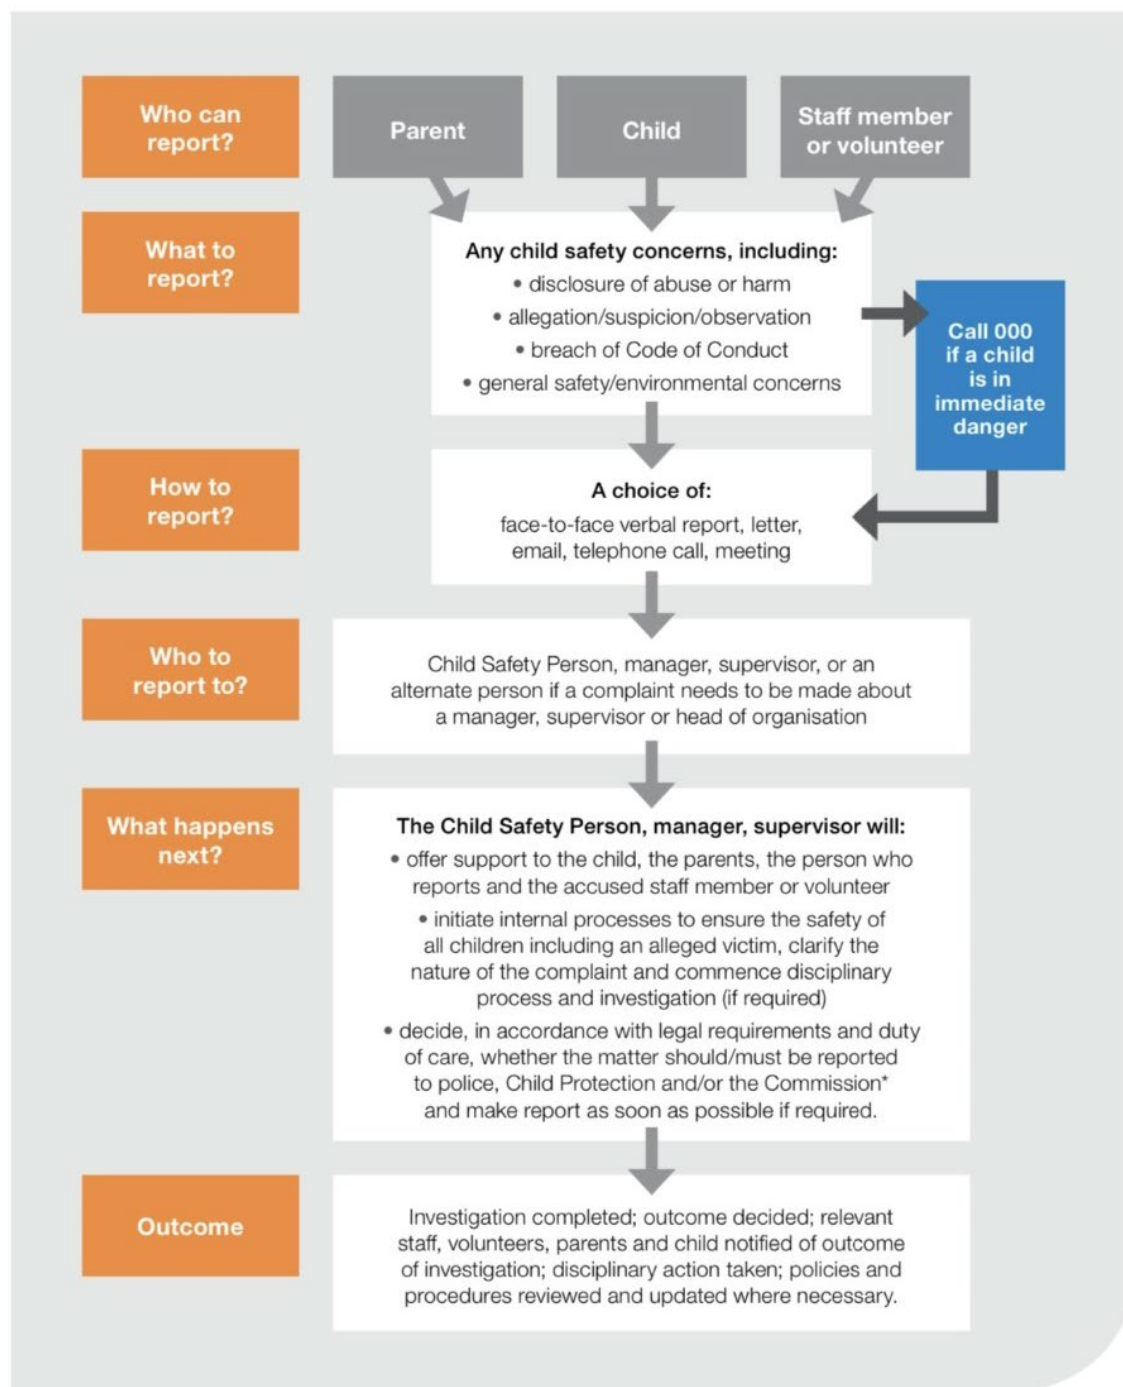 Who can
report?
Parent
Child
Staff member
or volunteer
What to
report?
Any child safety concerns, including:
• disclosure of abuse or harm
• allegation/suspicion/observation
• breach of Code of Conduct
• general safety/environmental concerns
Call 000
if a child
is in
immediate
danger
How to
report?
A choice of:
face-to-face verbal report, letter,
email, telephone call, meeting
Who to
report to?
Child Safety Person, manager, supervisor, or an
alternate person if a complaint needs to be made about
a manager, supervisor or head of organisation
What happens
next?
The Child Safety Person, manager, supervisor will:
• offer support to the child, the parents, the person who
reports and the accused staff member or volunteer
• initiate internal processes to ensure the safety of
all children including an alleged victim, clarify the
nature of the complaint and commence disciplinary
process and investigation (if required)
• decide, in accordance with legal requirements and duty
of care, whether the matter should/must be reported
to police, Child Protection and/or the Commission*
and make report as soon as possible if required.
Outcome
Investigation completed; outcome decided; relevant
staff, volunteers, parents and child notified of outcome
of investigation; disciplinary action taken; policies and
procedures reviewed and updated where necessary.